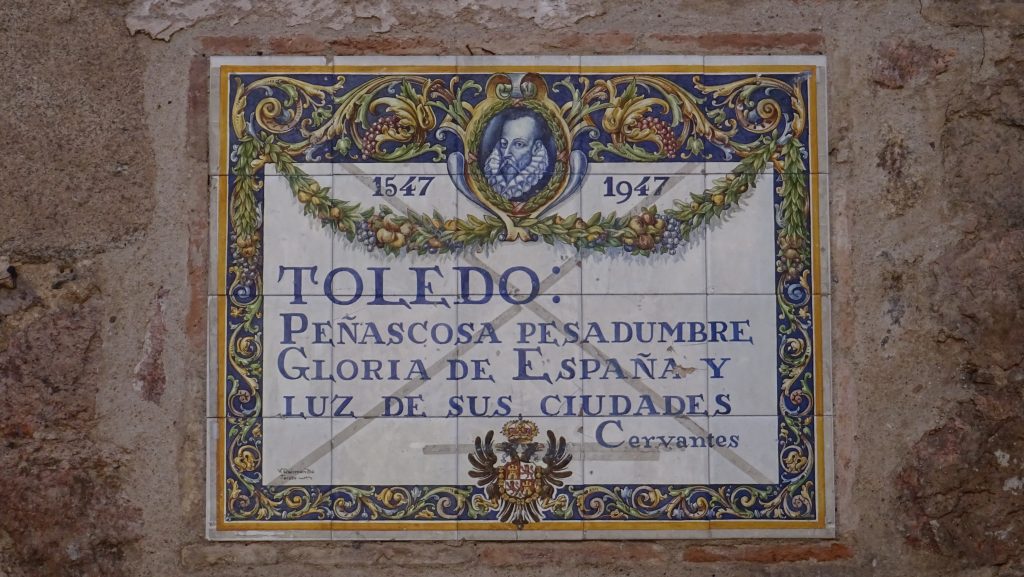 1547 1947
TOLEDO:
PEÑASCOSA PESADUMBRE
GLORIA DE ESPAÑA Y
LUZ DE SUS CIUDADES
Cervantes